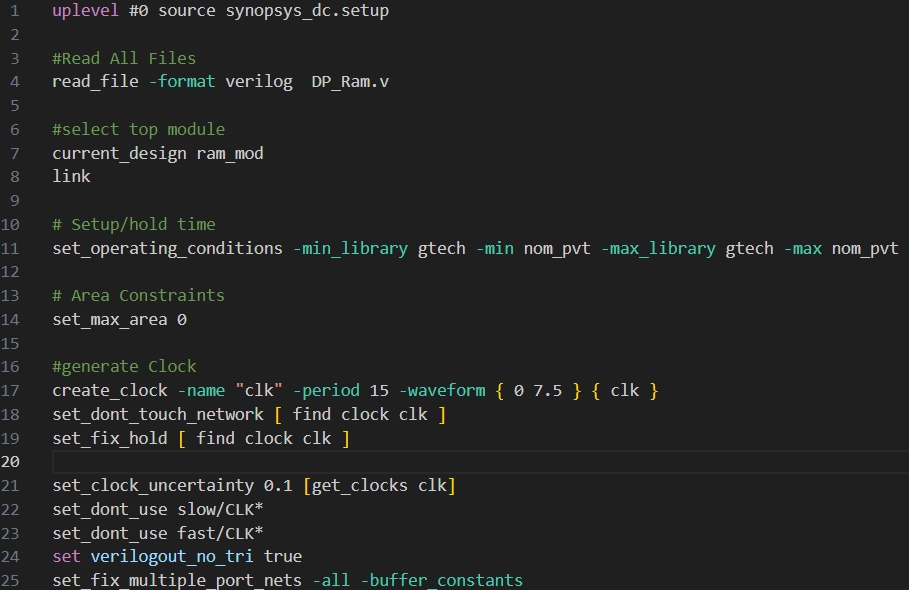 1 uplevel #0 source synopsys_dc.setup
2
3 #Read All Files
4 read_file -format verilog  DP_Ram.v
5
6 #select top module
7 current_design ram_mod
8 link
9
10 # Setup/hold time
11 set_operating_conditions -min_library gtech -min nom_pvt -max_library gtech -max nom_pvt
12
13 # Area Constraints
14 set_max_area 0
15
16 #generate Clock
17 create_clock -name "clk" -period 15 -waveform { 0 7.5 } { clk }
18 set_dont_touch_network [ find clock clk ]
19 set_fix_hold [ find clock clk ]
20
21 set_clock_uncertainty 0.1 [get_clocks clk]
22 set_dont_use slow/CLK*
23 set_dont_use fast/CLK*
24 set verilogout_no_tri true
25 set_fix_multiple_port_nets -all -buffer_constants